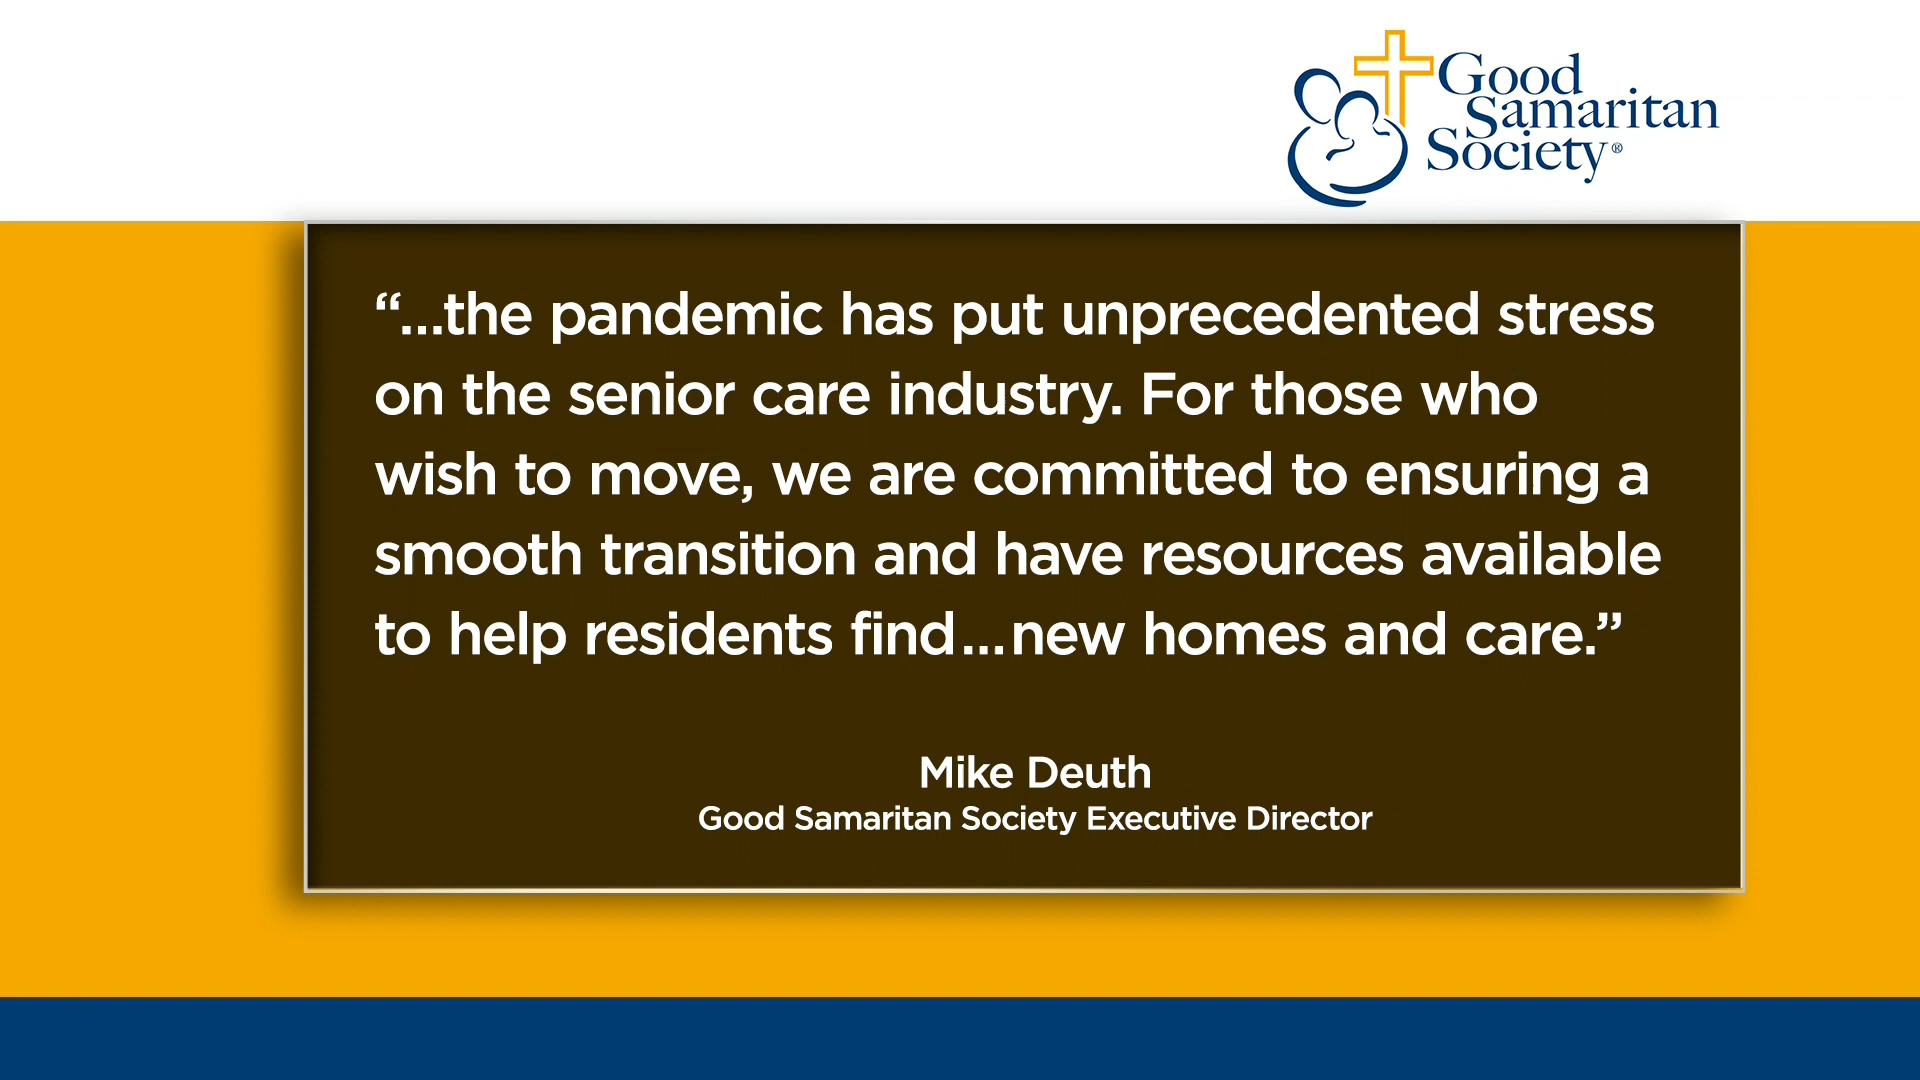 Good
Samaritan
Society®
“...the pandemic has put unprecedented stress
on the senior care industry. For those who
wish to move, we are committed to ensuring a
smooth transition and have resources available
to help residents find...new homes and care.”
Mike Deuth
Good Samaritan Society Executive Director